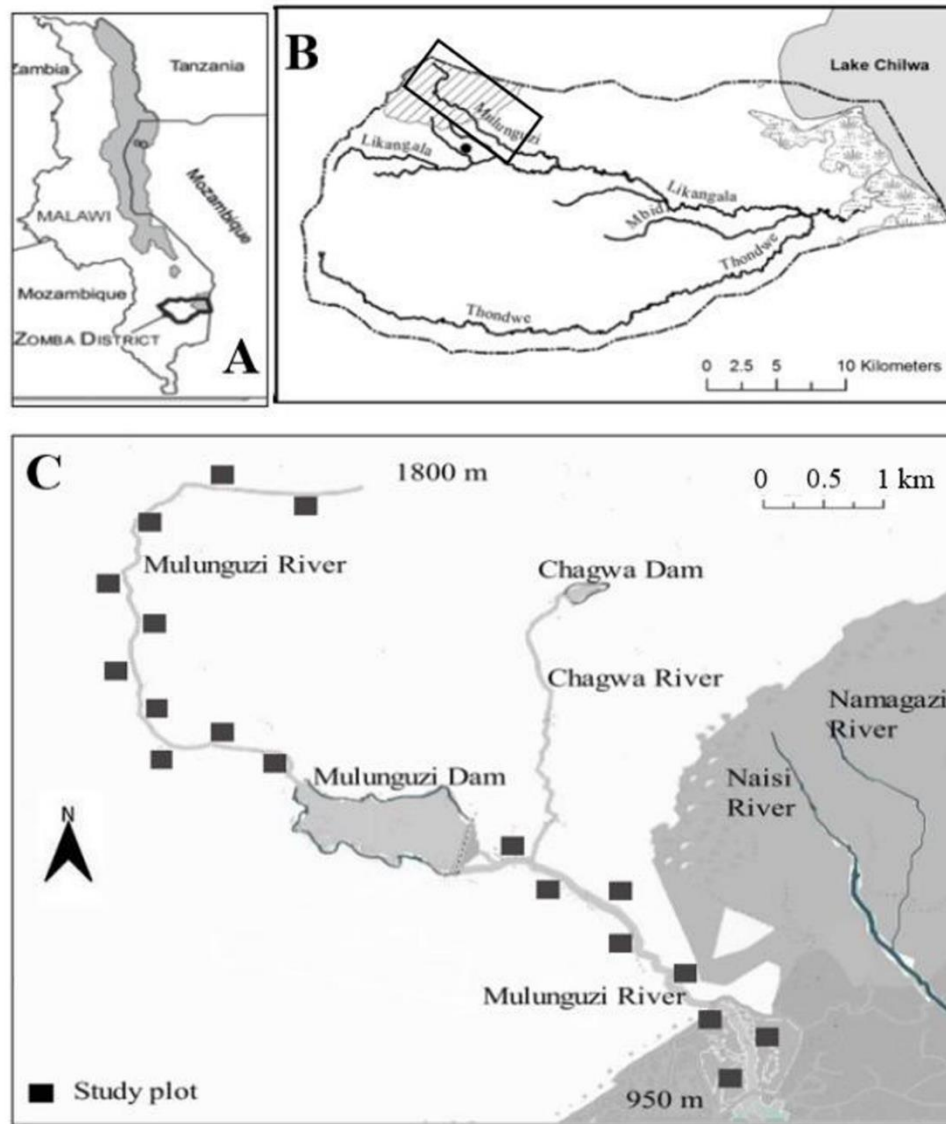 Zambia
Tanzania
Mozambique
MALAWI
Mozambique
ZOMBA DISTRICT
A
B
Lake Chilwa
Mulunguzi
Likangala
Likangala
Mbidi
Thondwe
Thondwe
0 2.5 5 10 Kilometers
C
1800 m
0 0.5 1 km
Mulunguzi River
Chagwa Dam
Chagwa River
Namagazi
River
Naisi
River
Mulunguzi Dam
N
Mulunguzi River
Study plot
950 m